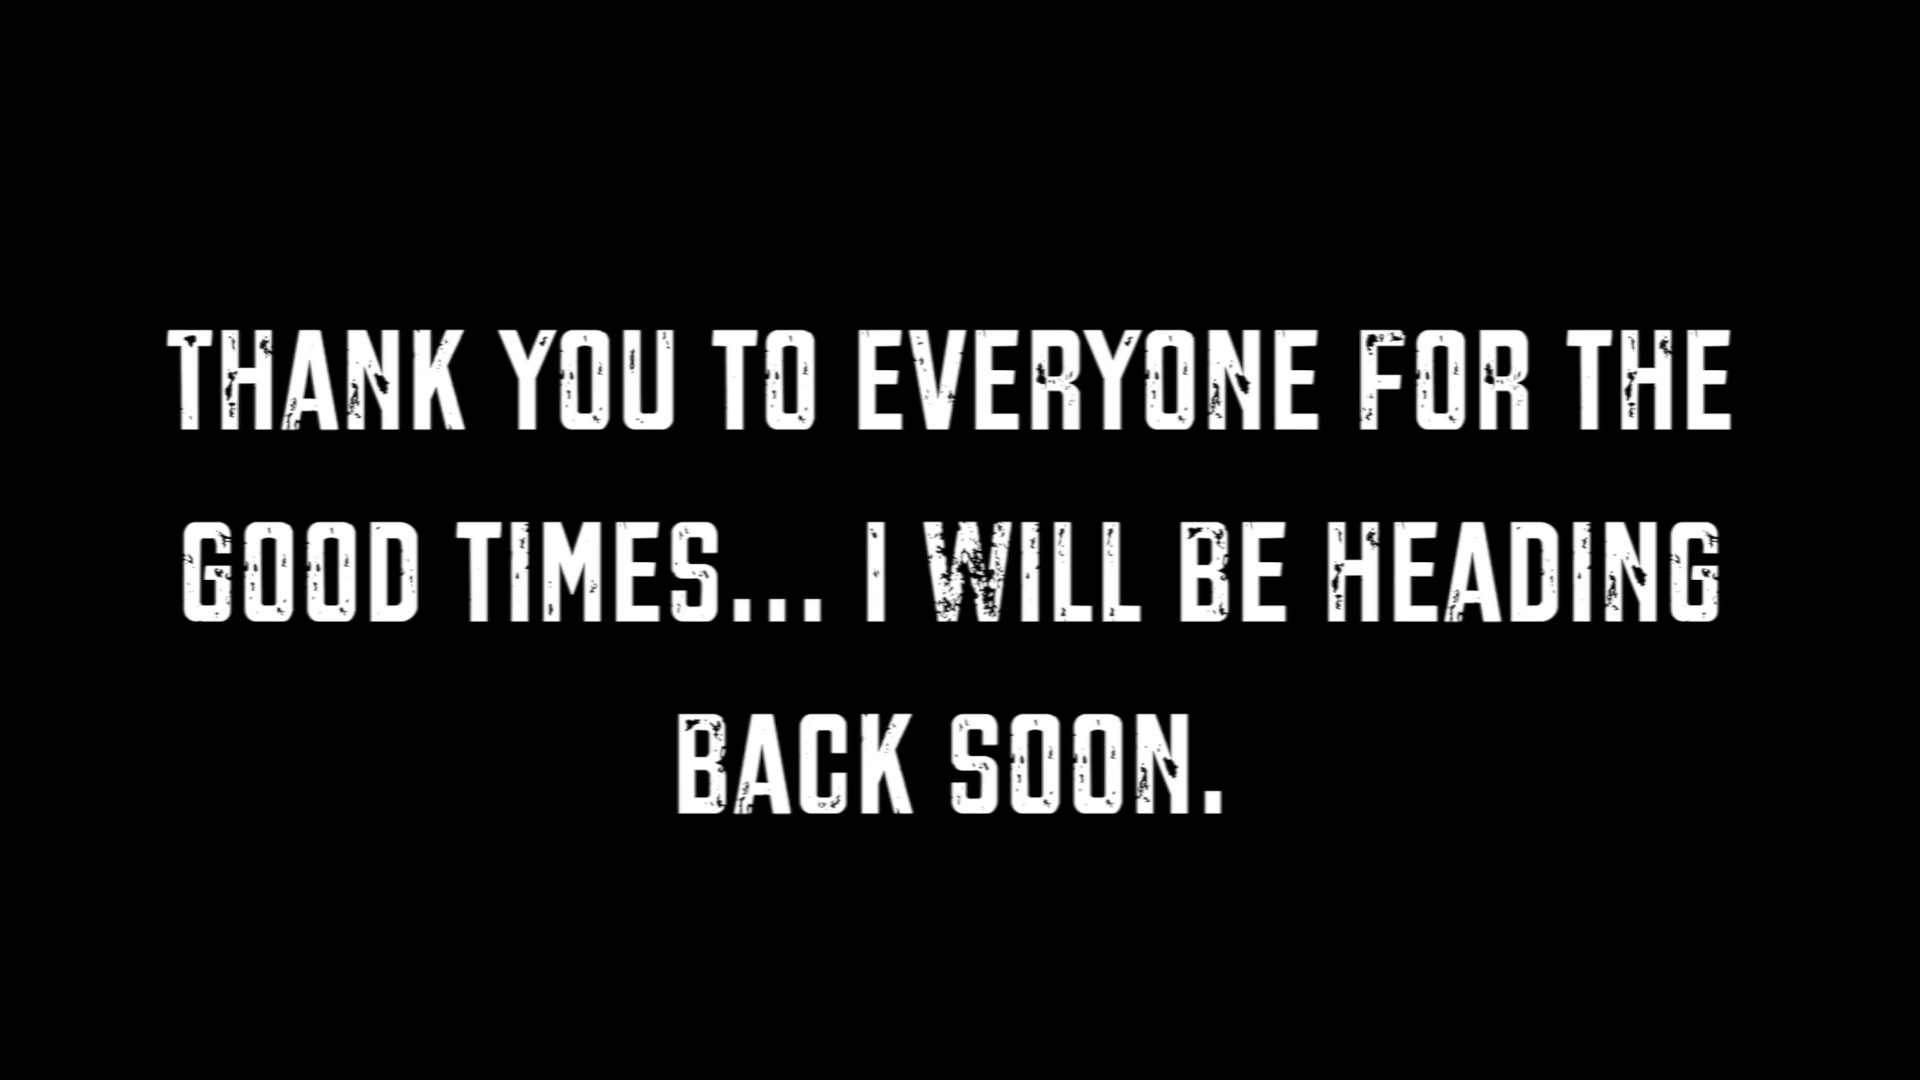 THANK YOU TO EVERYONE FOR THE
GOOD TIMES... I WILL BE HEADING
BACK SOON.